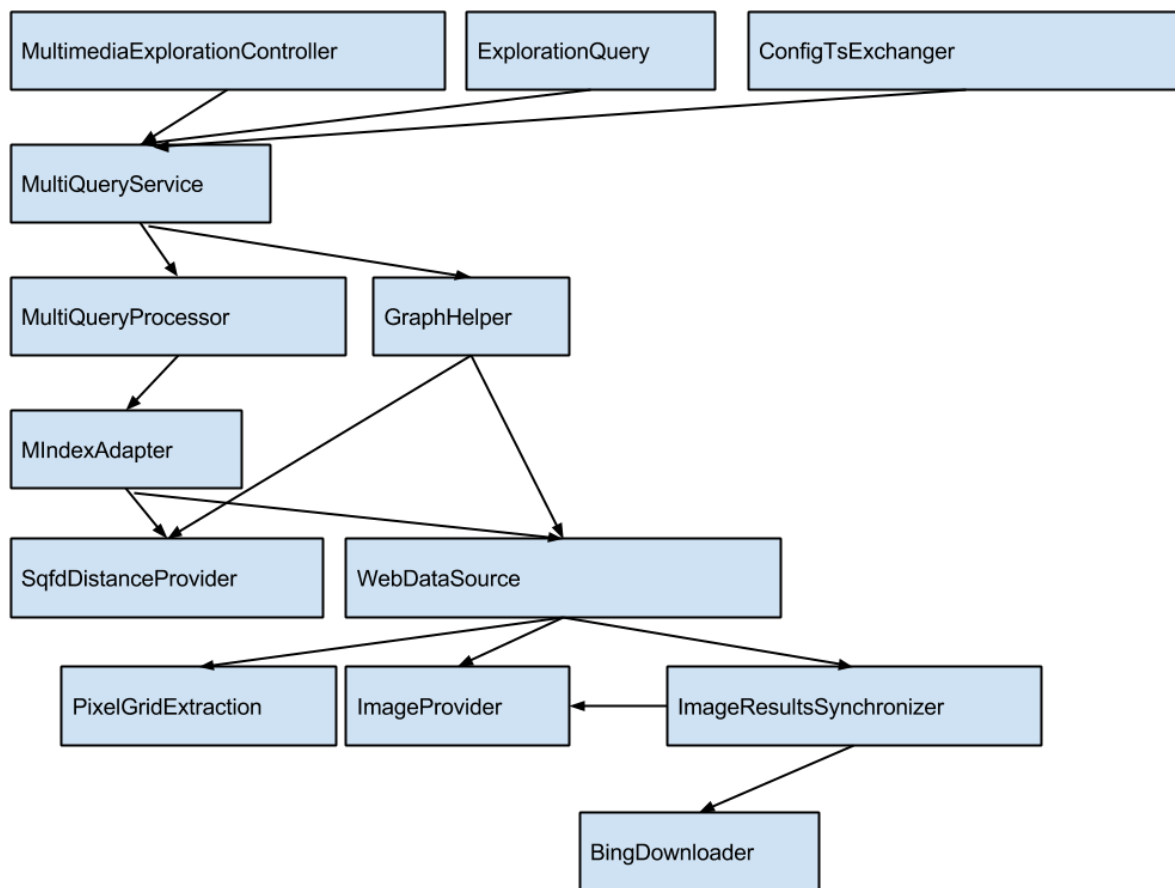 MultimediaExplorationController
ExplorationQuery
ConfigTsExchanger
MultiQueryService
MultiQueryProcessor
GraphHelper
MIndexAdapter
SqfdDistanceProvider
WebDataSource
PixelGridExtraction
ImageProvider
ImageResultsSynchronizer
BingDownloader